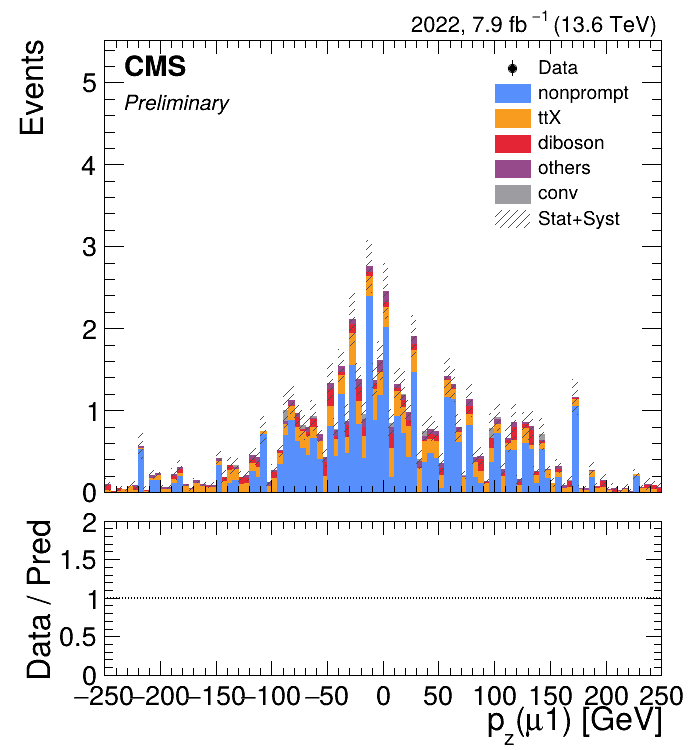 2022, 7.9 fb⁻¹ (13.6 TeV)
CMS
Preliminary
Events
Data
nonprompt
ttX
diboson
others
conv
Stat+Syst
5
4
3
2
1
0
Data / Pred
2
1.5
1
0.5
0
−250 −200 −150 −100 −50 0 50 100 150 200 250
p_z(μ1) [GeV]